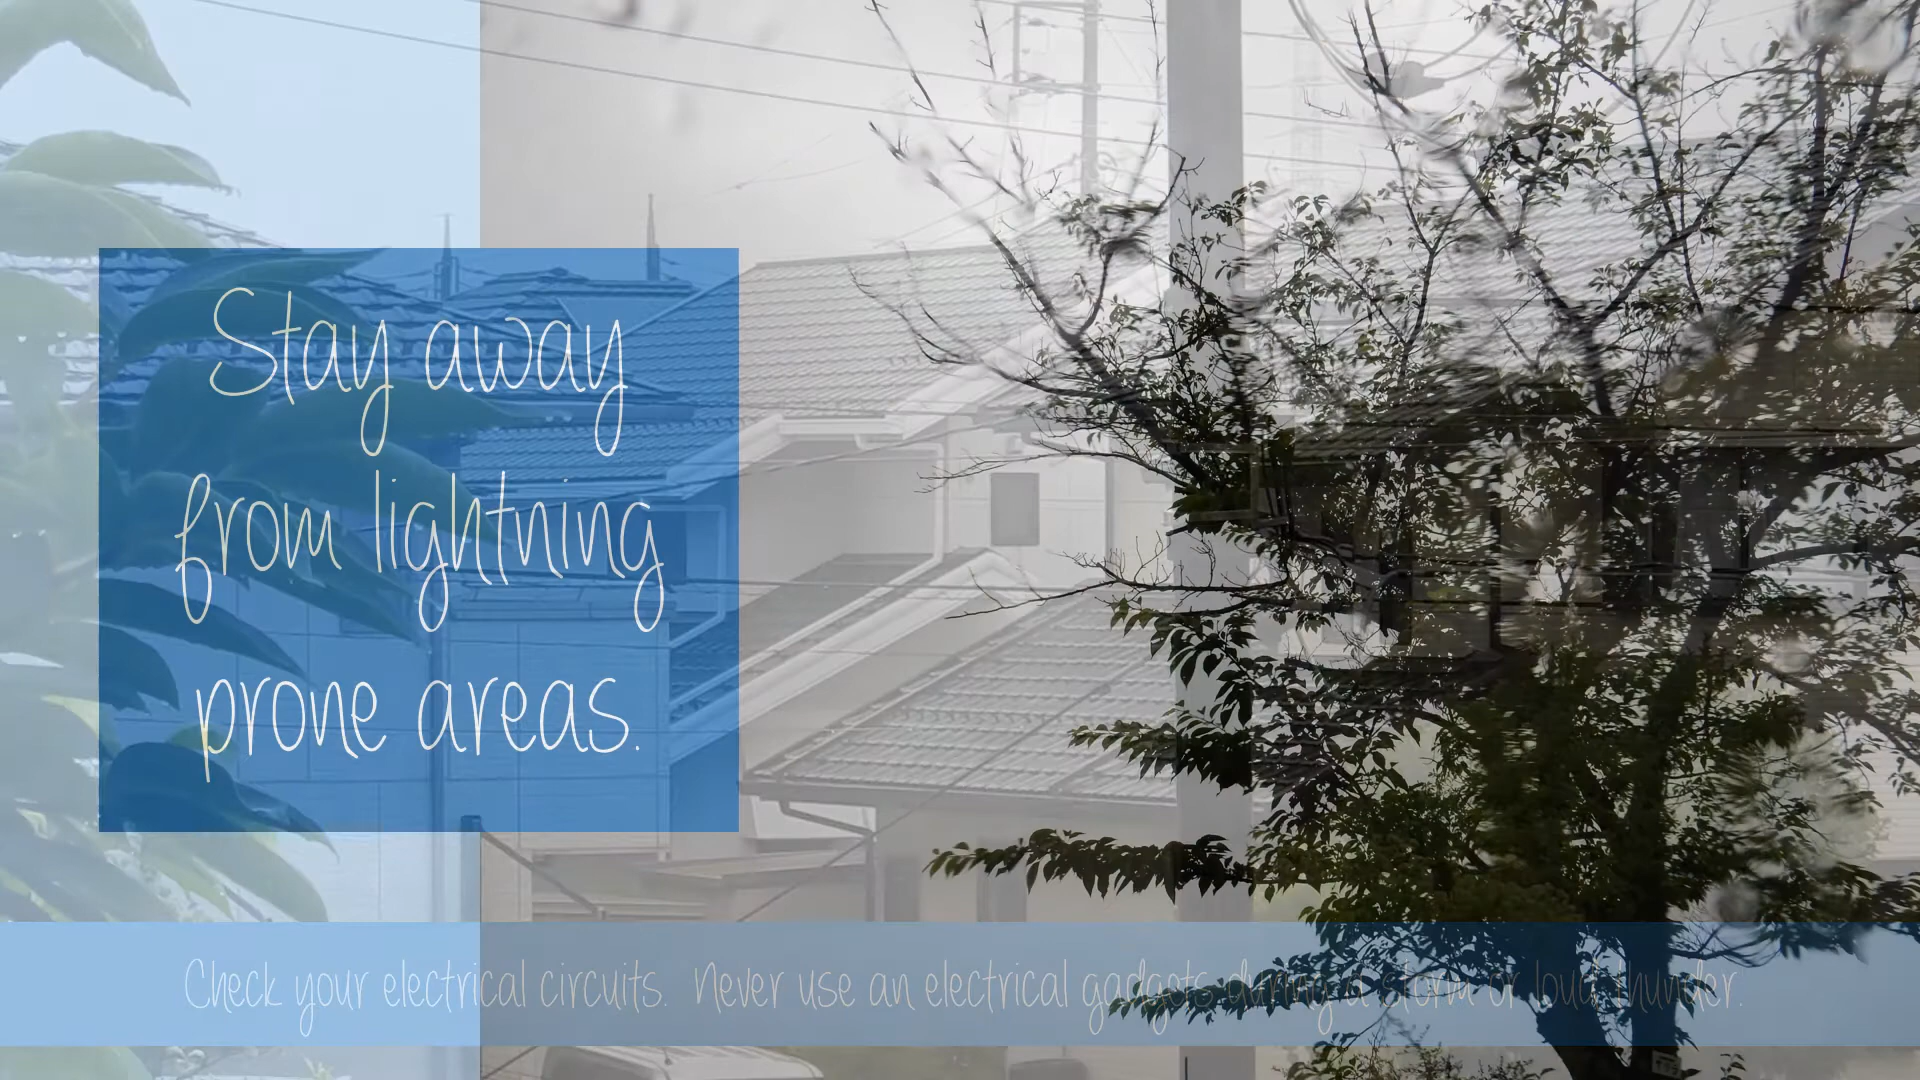 Stay away
from lightning
prone areas.
Check your electrical circuits. Never use an electrical gadgets during a storm or loud thunder.